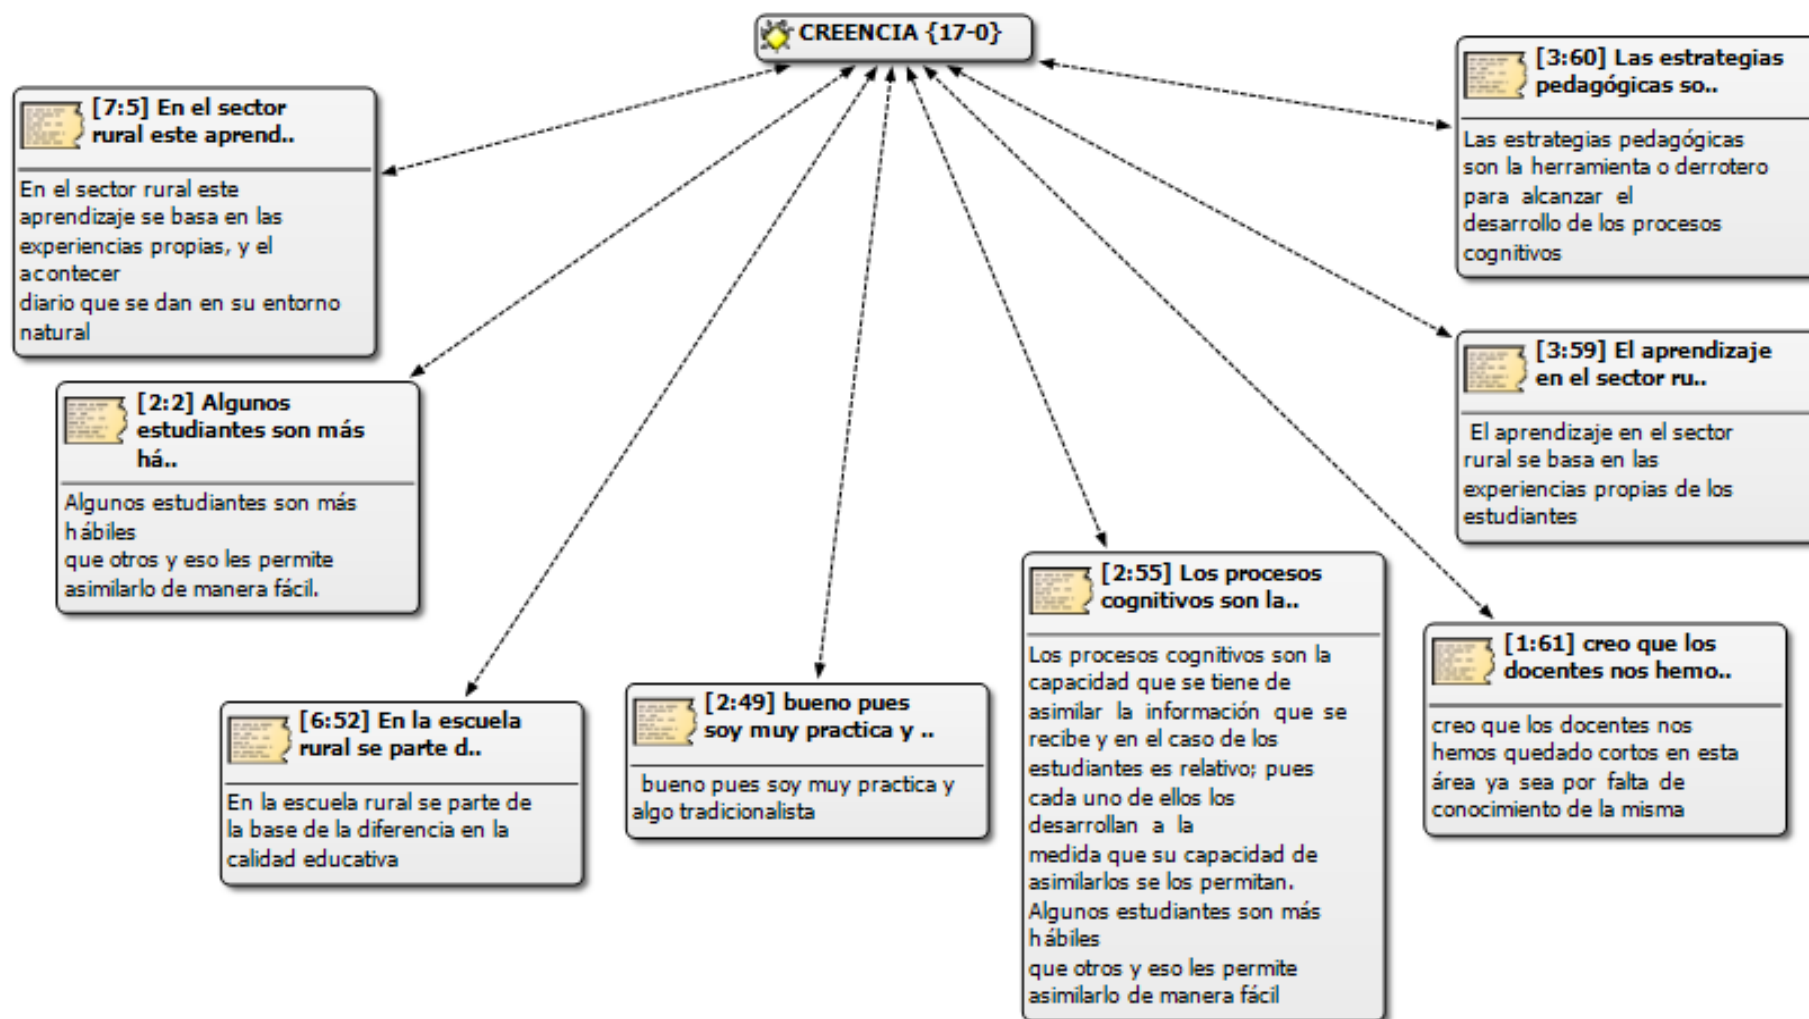 CREENCIA {17-0}
[7:5] En el sector
rural este aprend..
En el sector rural este
aprendizaje se basa en las
experiencias propias, y el
acontecer
diario que se dan en su entorno
natural
[2:2] Algunos
estudiantes son más
há..
Algunos estudiantes son más
hábiles
que otros y eso les permite
asimilarlo de manera fácil.
[6:52] En la escuela
rural se parte d..
En la escuela rural se parte de
la base de la diferencia en la
calidad educativa
[2:49] bueno pues
soy muy practica y ..
bueno pues soy muy practica y
algo tradicionalista
[2:55] Los procesos
cognitivos son la..
Los procesos cognitivos son la
capacidad que se tiene de
asimilar la información que se
recibe y en el caso de los
estudiantes es relativo; pues
cada uno de ellos los
desarrollan a la
medida que su capacidad de
asimilarlos se los permitan.
Algunos estudiantes son más
hábiles
que otros y eso les permite
asimilarlo de manera fácil
[1:61] creo que los
docentes nos hemo..
creo que los docentes nos
hemos quedado cortos en esta
área ya sea por falta de
conocimiento de la misma
[3:59] El aprendizaje
en el sector ru..
El aprendizaje en el sector
rural se basa en las
experiencias propias de los
estudiantes
[3:60] Las estrategias
pedagógicas so..
Las estrategias pedagógicas
son la herramienta o derrotero
para alcanzar el
desarrollo de los procesos
cognitivos